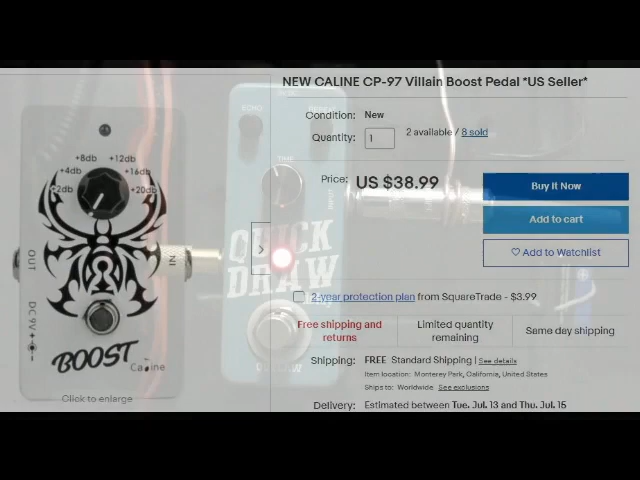 NEW CALINE CP-97 Villain Boost Pedal *US Seller*
Condition: New
Quantity: 1 2 available / 8 sold
Price: US $38.99
Buy It Now
Add to cart
Add to Watchlist
2-year protection plan from SquareTrade - $3.99
Free shipping and returns
Limited quantity remaining
Same day shipping
Shipping: FREE Standard Shipping | See details
Item location: Monterey Park, California, United States
Ships to: Worldwide See exclusions
Delivery: Estimated between Tue. Jul. 13 and Thu. Jul. 15
+8db +12db
+4db +16db
+2db +20db
OUT
IN
DC 9V
BOOST
Caline
Click to enlarge
ECHO
TIME
INPUT
QUICK
DRAW